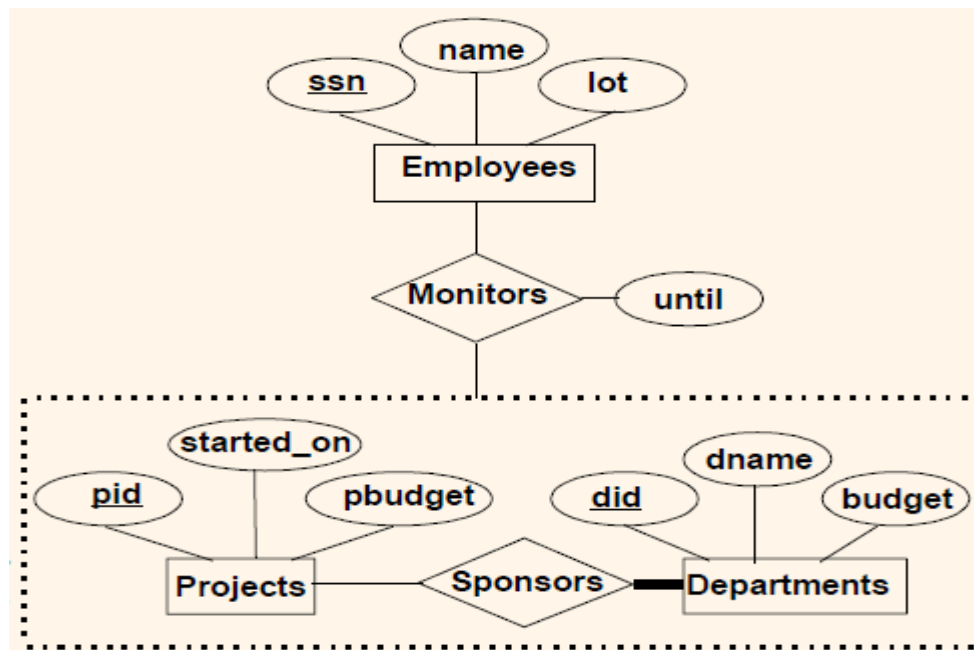 name
ssn
lot
Employees
Monitors
until
started_on
dname
pid
pbudget
did
budget
Projects
Sponsors
Departments